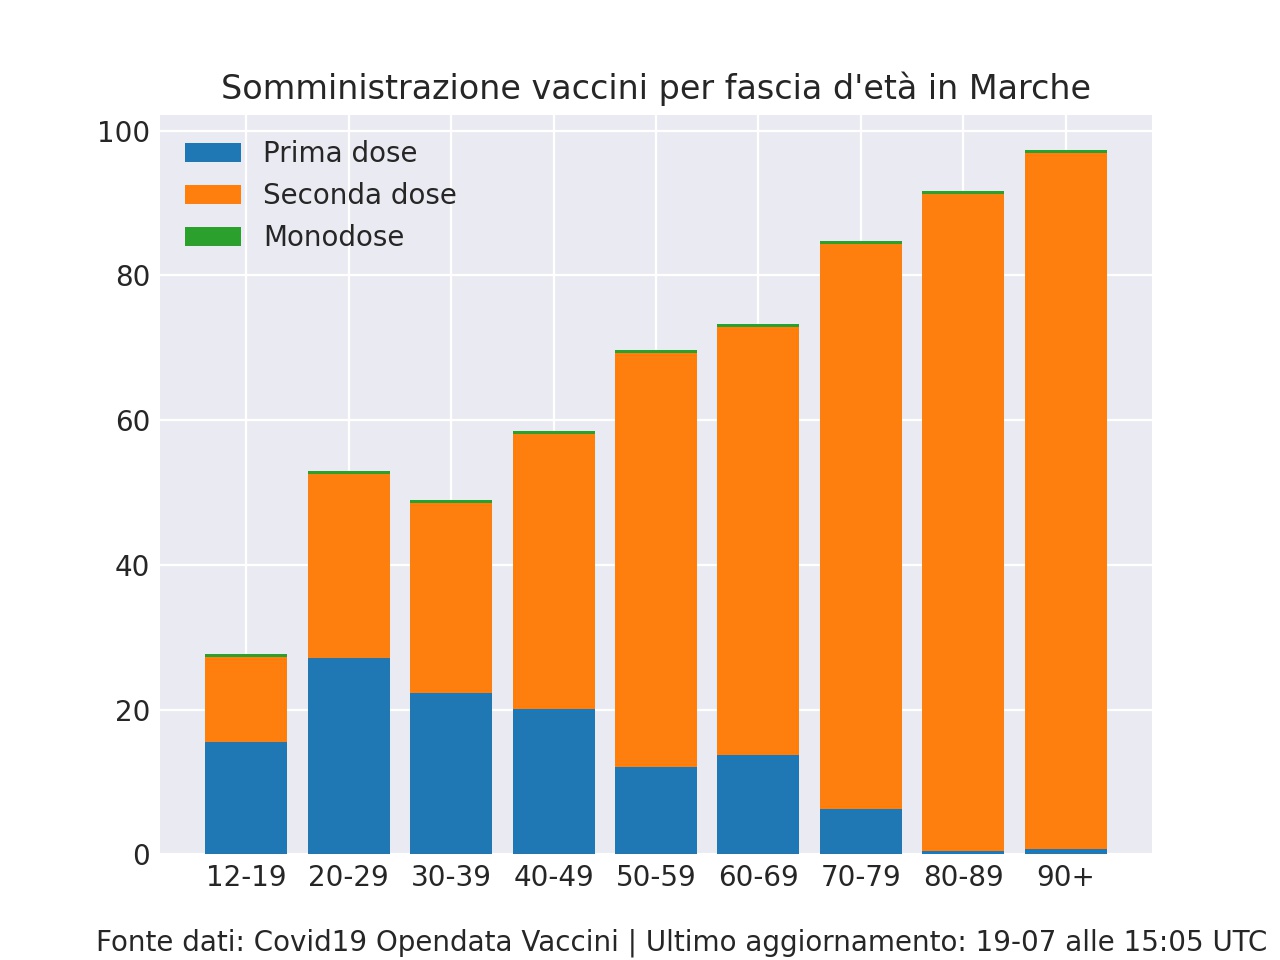 Somministrazione vaccini per fascia d'età in Marche
100
80
60
40
20
0
Prima dose
Seconda dose
Monodose
12-19 20-29 30-39 40-49 50-59 60-69 70-79 80-89 90+
Fonte dati: Covid19 Opendata Vaccini | Ultimo aggiornamento: 19-07 alle 15:05 UTC